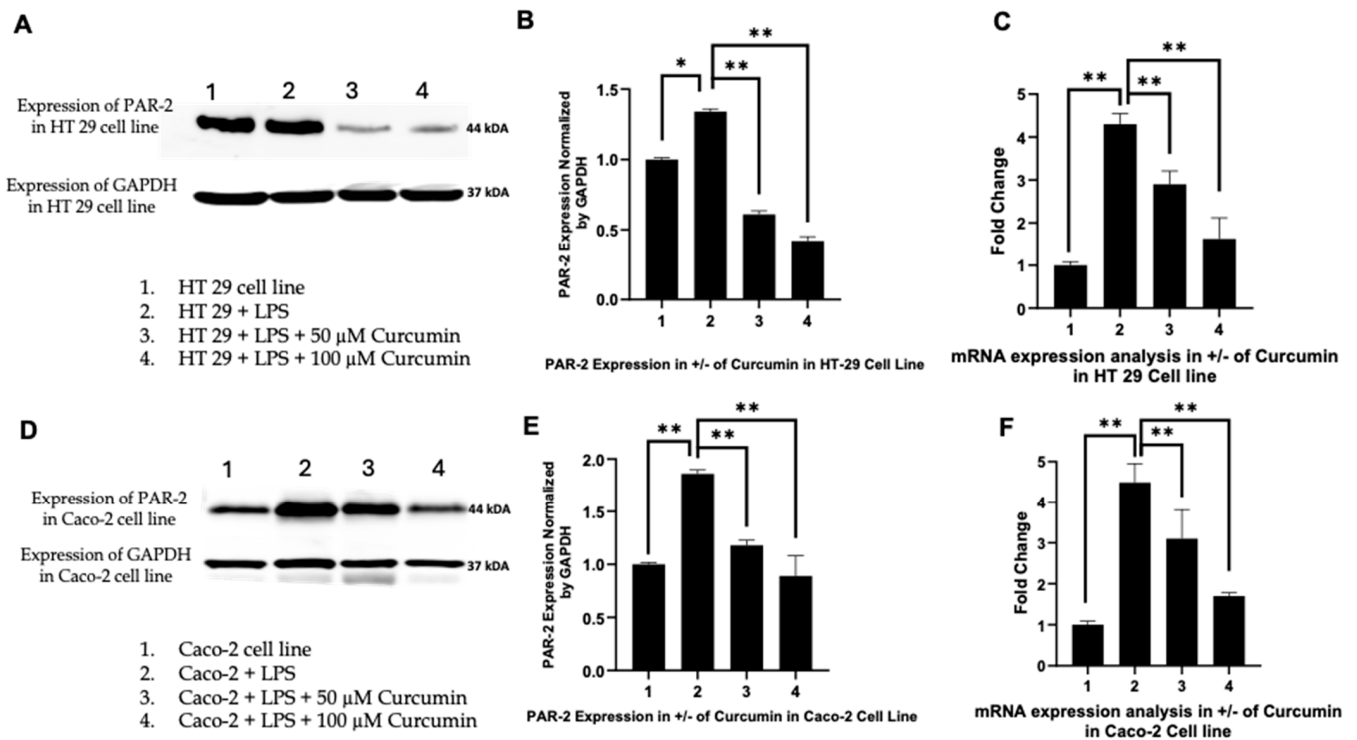 A
1 2 3 4
Expression of PAR-2
in HT 29 cell line
44 kDA
Expression of GAPDH
in HT 29 cell line
37 kDA
1. HT 29 cell line
2. HT 29 + LPS
3. HT 29 + LPS + 50 µM Curcumin
4. HT 29 + LPS + 100 µM Curcumin
B
PAR-2 Expression Normalized
by GAPDH
1.5
1.0
0.5
0.0
* ** **
1 2 3 4
PAR-2 Expression in +/- of Curcumin in HT-29 Cell Line
C
Fold Change
5
4
3
2
1
0
** ** **
1 2 3 4
mRNA expression analysis in +/- of Curcumin
in HT 29 Cell line
D
1 2 3 4
Expression of PAR-2
in Caco-2 cell line
44 kDA
Expression of GAPDH
in Caco-2 cell line
37 kDA
1. Caco-2 cell line
2. Caco-2 + LPS
3. Caco-2 + LPS + 50 µM Curcumin
4. Caco-2 + LPS + 100 µM Curcumin
E
PAR-2 Expression Normalized
by GAPDH
2.0
1.5
1.0
0.5
0.0
** ** **
1 2 3 4
PAR-2 Expression in +/- of Curcumin in Caco-2 Cell Line
F
Fold Change
5
4
3
2
1
0
** ** **
1 2 3 4
mRNA expression analysis in +/- of Curcumin
in Caco-2 Cell line